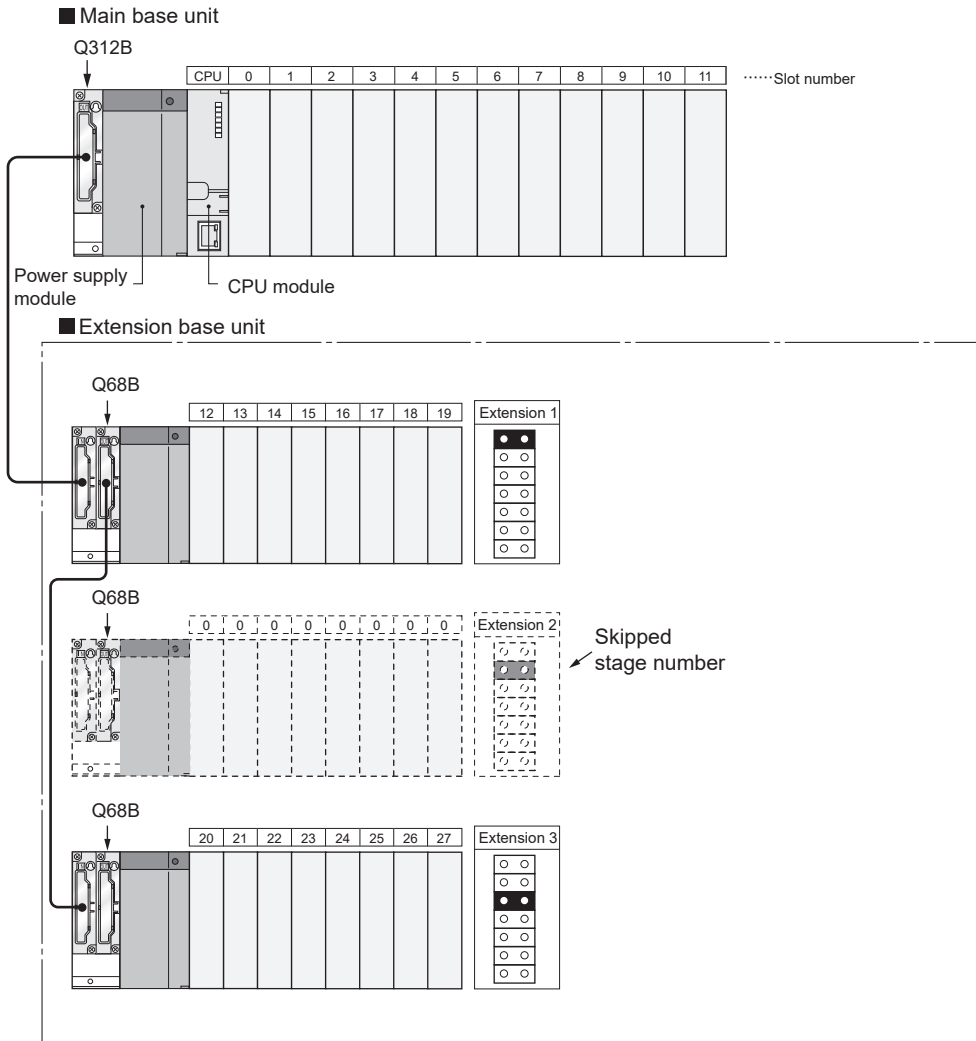 ■ Main base unit
Q312B
CPU 0 1 2 3 4 5 6 7 8 9 10 11 ······Slot number
Power supply
module
CPU module
■ Extension base unit
Q68B
12 13 14 15 16 17 18 19 Extension 1
Q68B
0 0 0 0 0 0 0 0 Extension 2
Skipped
stage number
Q68B
20 21 22 23 24 25 26 27 Extension 3